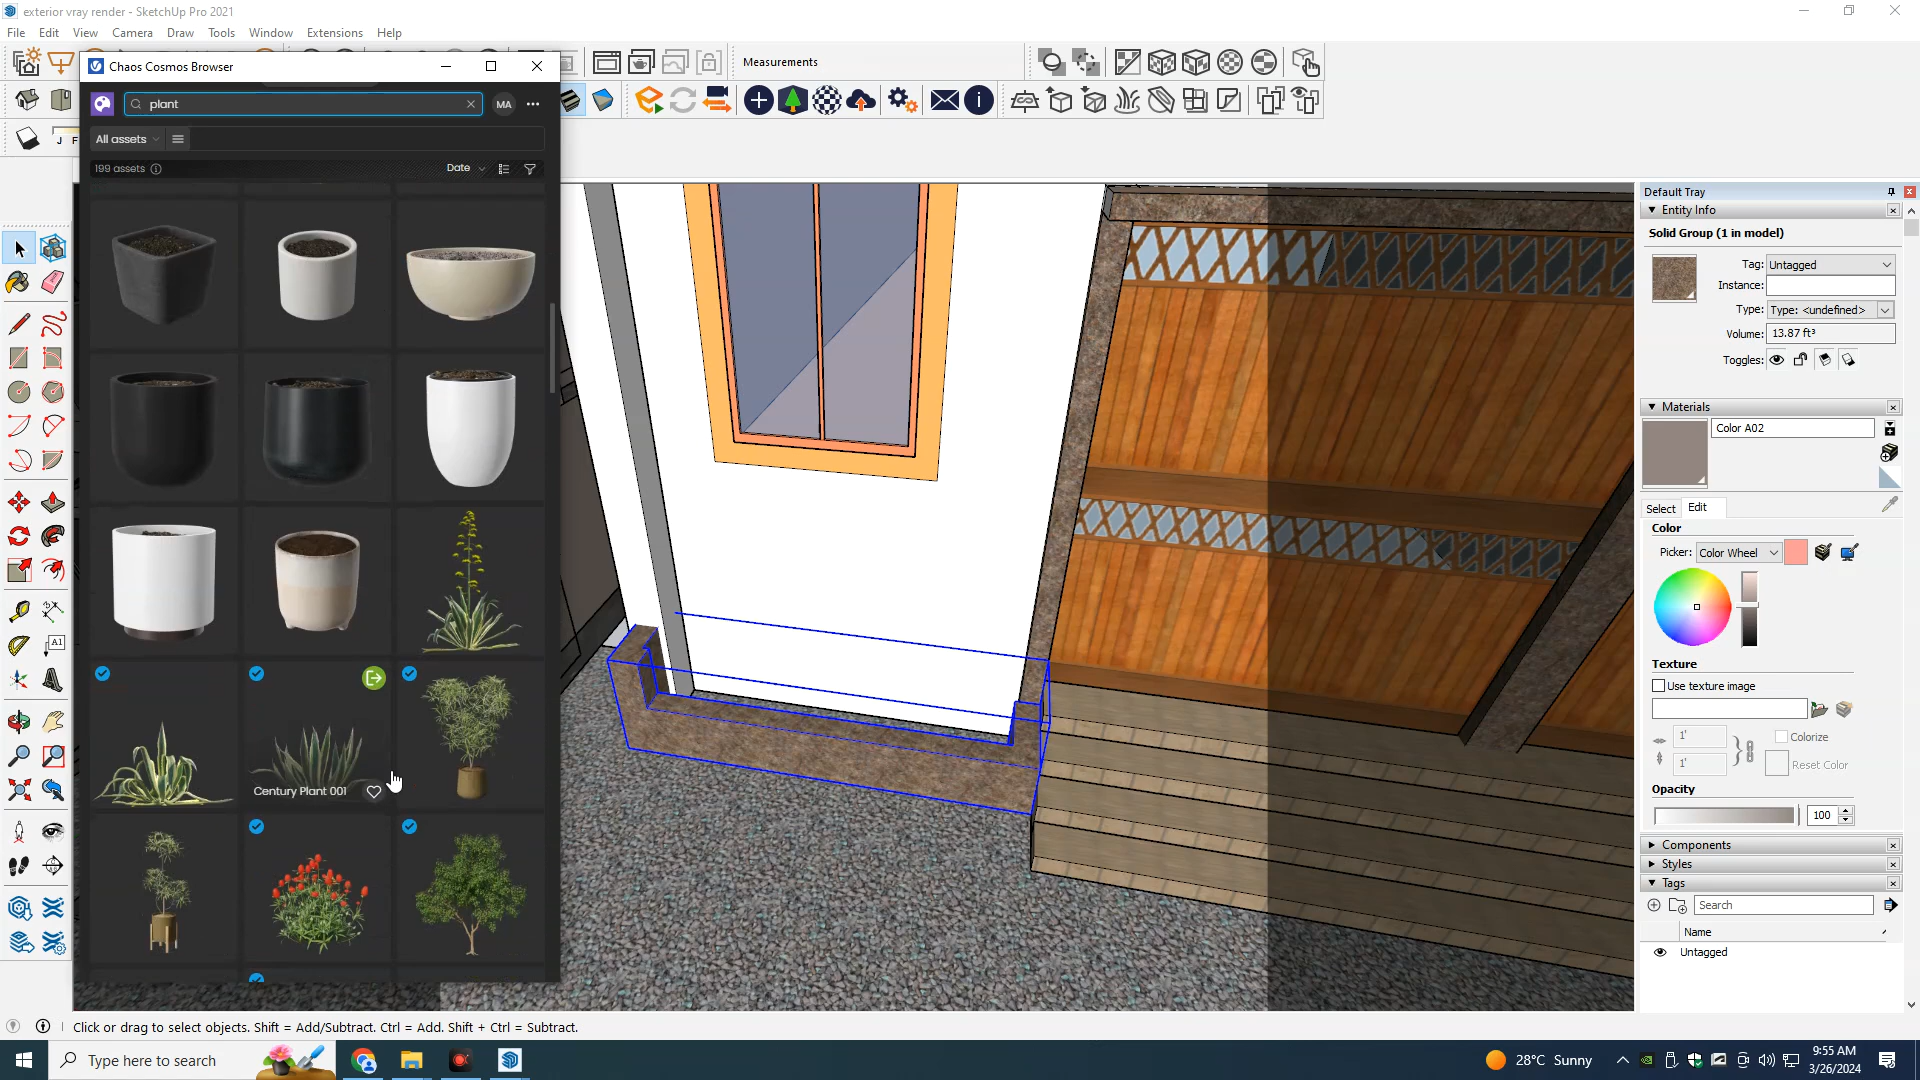 exterior vray render - SketchUp Pro 2021
File Edit View Camera Draw Tools Window Extensions Help
Chaos Cosmos Browser
Measurements
plant
MA
All assets
199 assets
Date
Century Plant 001
Default Tray
Entity Info
Solid Group (1 in model)
Tag: Untagged
Instance:
Type: Type: <undefined>
Volume: 13.87 ft³
Toggles:
Materials
Color A02
Select Edit
Color
Picker: Color Wheel
Texture
Use texture image
1'
Colorize
1'
Reset Color
Opacity
100
Components
Styles
Tags
Search
Name
Untagged
Click or drag to select objects. Shift = Add/Subtract. Ctrl = Add. Shift + Ctrl = Subtract.
Type here to search
28°C Sunny
9:55 AM
3/26/2024